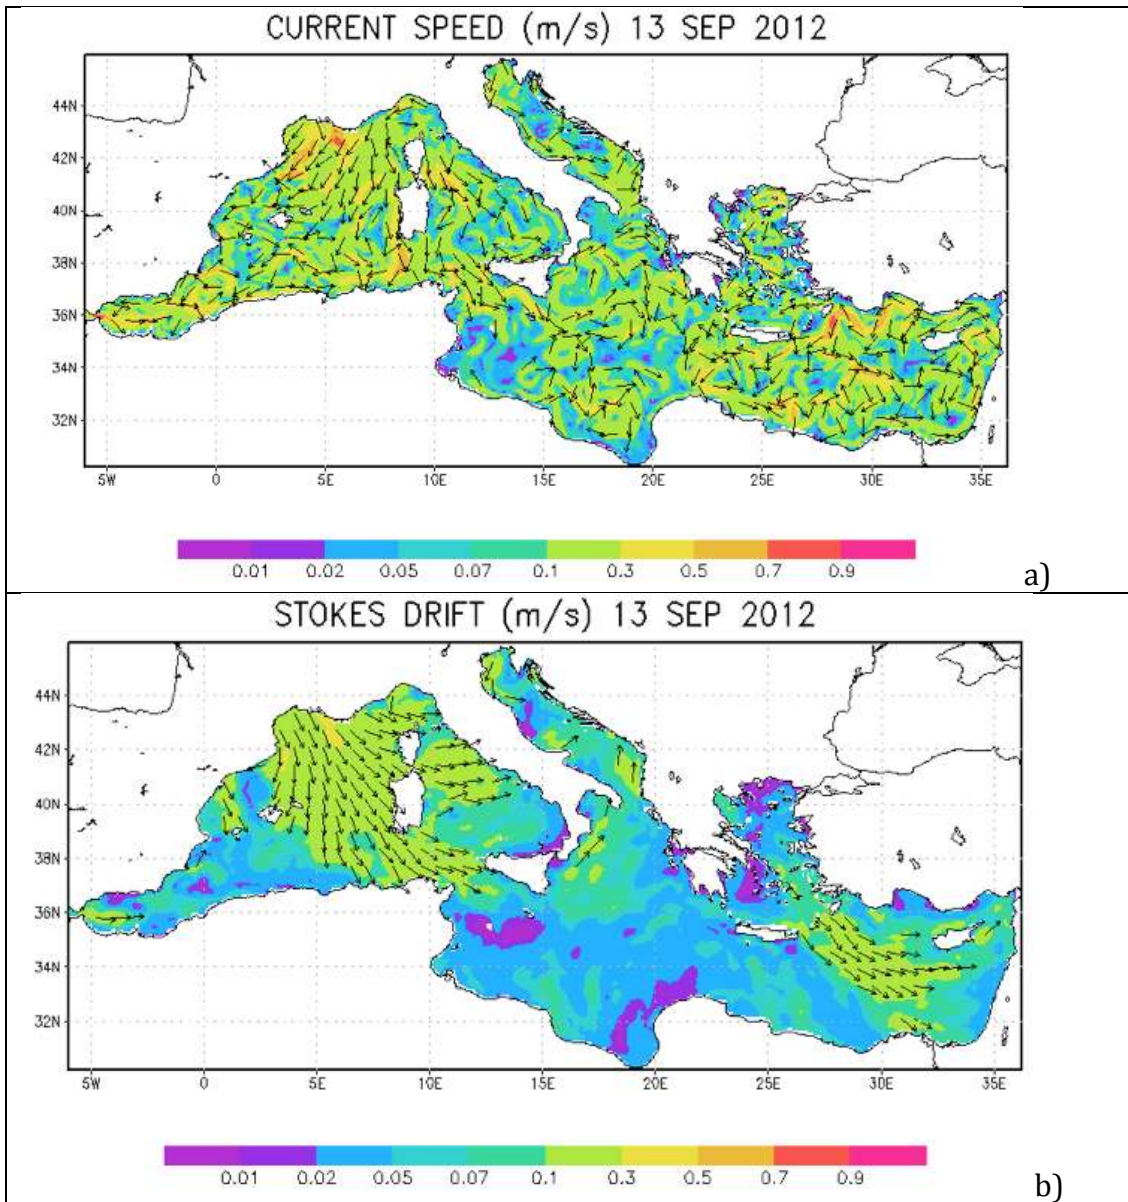 CURRENT SPEED (m/s) 13 SEP 2012
44N
42N
40N
38N
36N
34N
32N
5W 0 5E 10E 15E 20E 25E 30E 35E
0.01 0.02 0.05 0.07 0.1 0.3 0.5 0.7 0.9
a)
STOKES DRIFT (m/s) 13 SEP 2012
44N
42N
40N
38N
36N
34N
32N
5W 0 5E 10E 15E 20E 25E 30E 35E
0.01 0.02 0.05 0.07 0.1 0.3 0.5 0.7 0.9
b)